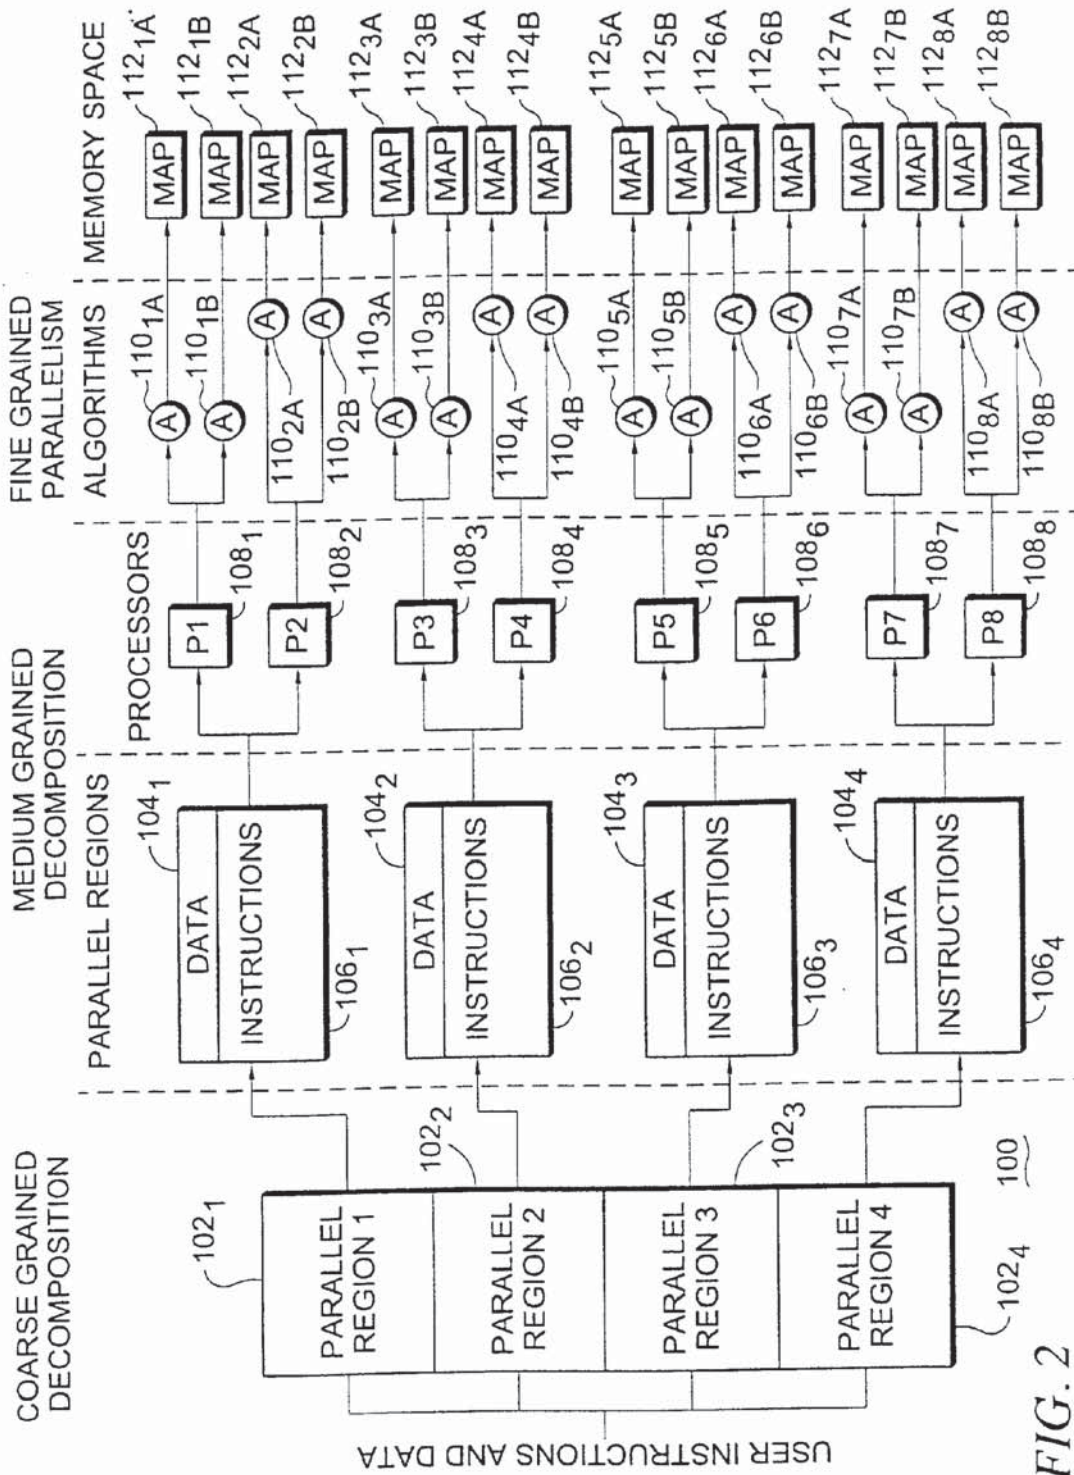 COARSE GRAINED
DECOMPOSITION
MEDIUM GRAINED
DECOMPOSITION
FINE GRAINED
PARALLELISM
PARALLEL REGIONS
PROCESSORS
ALGORITHMS
MEMORY SPACE
USER INSTRUCTIONS AND DATA
102₁
PARALLEL
REGION 1
102₂
PARALLEL
REGION 2
PARALLEL
REGION 3
102₃
PARALLEL
REGION 4
102₄
104₁
DATA
INSTRUCTIONS
106₁
104₂
DATA
INSTRUCTIONS
106₂
104₃
DATA
INSTRUCTIONS
106₃
104₄
DATA
INSTRUCTIONS
106₄
P1
108₁
P2
108₂
P3
108₃
P4
108₄
P5
108₅
P6
108₆
P7
108₇
P8
108₈
110₁A
A
110₁B
A
A
110₂A
A
110₂B
110₃A
A
110₃B
A
A
110₄A
A
110₄B
110₅A
A
110₅B
A
A
110₆A
A
110₆B
110₇A
A
110₇B
A
A
110₈A
A
110₈B
MAP
112₁A
MAP
112₁B
MAP
112₂A
MAP
112₂B
MAP
112₃A
MAP
112₃B
MAP
112₄A
MAP
112₄B
MAP
112₅A
MAP
112₅B
MAP
112₆A
MAP
112₆B
MAP
112₇A
MAP
112₇B
MAP
112₈A
MAP
112₈B
100
FIG. 2